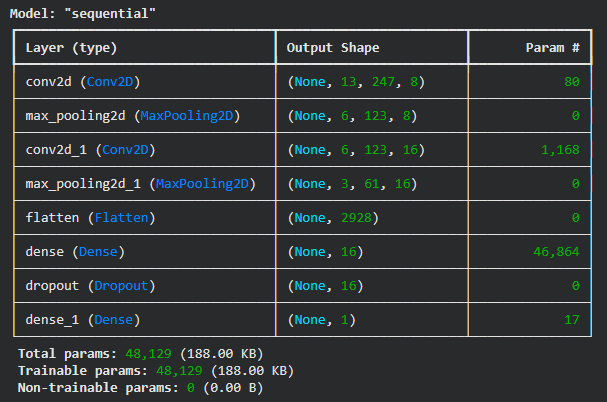 Model: "sequential"
Layer (type) Output Shape Param #
conv2d (Conv2D) (None, 13, 247, 8) 80
max_pooling2d (MaxPooling2D) (None, 6, 123, 8) 0
conv2d_1 (Conv2D) (None, 6, 123, 16) 1,168
max_pooling2d_1 (MaxPooling2D) (None, 3, 61, 16) 0
flatten (Flatten) (None, 2928) 0
dense (Dense) (None, 16) 46,864
dropout (Dropout) (None, 16) 0
dense_1 (Dense) (None, 1) 17
Total params: 48,129 (188.00 KB)
Trainable params: 48,129 (188.00 KB)
Non-trainable params: 0 (0.00 B)